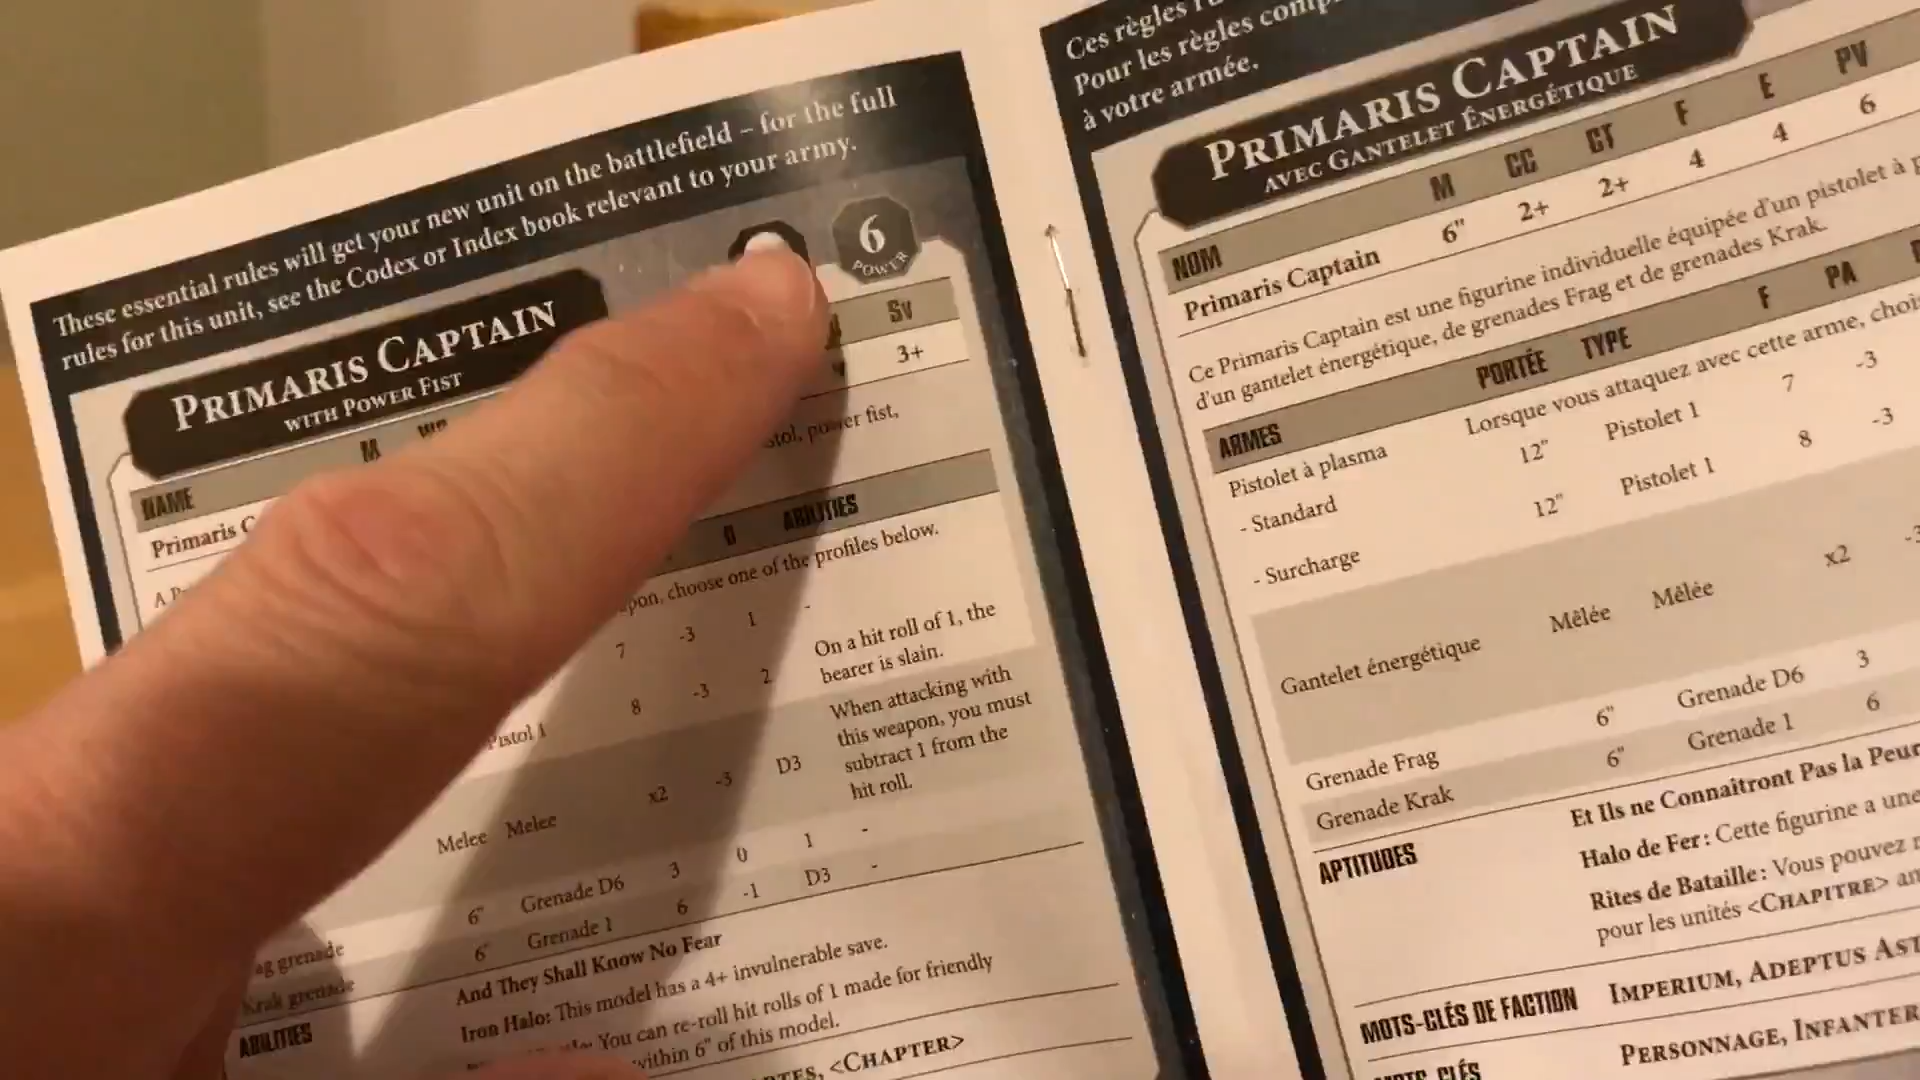 These essential rules will get your new unit on the battlefield – for the full
rules for this unit, see the Codex or Index book relevant to your army.
6
POWER
PRIMARIS CAPTAIN
WITH POWER FIST
NAME M Sv
Primaris 3+
power fist,
D ABILITIES
choose one of the profiles below.
7 -3 1 -
Pistol 1 8 -3 2 On a hit roll of 1, the
bearer is slain.
Melee Melee x2 -3 D3 When attacking with
this weapon, you must
subtract 1 from the
hit roll.
grenade 6" Grenade D6 3 0 1 -
Krak grenade 6" Grenade 1 6 -1 D3 -
ABILITIES And They Shall Know No Fear
Iron Halo: This model has a 4+ invulnerable save.
You can re-roll hit rolls of 1 made for friendly
within 6" of this model.
<CHAPTER>
Ces règles
Pour les règles
à votre armée.
PRIMARIS CAPTAIN
AVEC GANTELET ÉNERGÉTIQUE
NOM M CC CT F E PV
Primaris Captain 6" 2+ 2+ 4 4 6
Ce Primaris Captain est une figurine individuelle équipée d'un pistolet à
d'un gantelet énergétique, de grenades Frag et de grenades Krak.
ARMES PORTÉE TYPE F PA
Pistolet à plasma Lorsque vous attaquez avec cette arme,
- Standard 12" Pistolet 1 7 -3
- Surcharge 12" Pistolet 1 8 -3
Gantelet énergétique Mêlée Mêlée x2
Grenade Frag 6" Grenade D6 3
Grenade Krak 6" Grenade 1 6
APTITUDES Et Ils ne Connaîtront Pas la Peur
Halo de Fer : Cette figurine a une
Rites de Bataille : Vous pouvez
pour les unités <CHAPITRE>
MOTS-CLÉS DE FACTION IMPERIUM, ADEPTUS
MOTS-CLÉS PERSONNAGE,